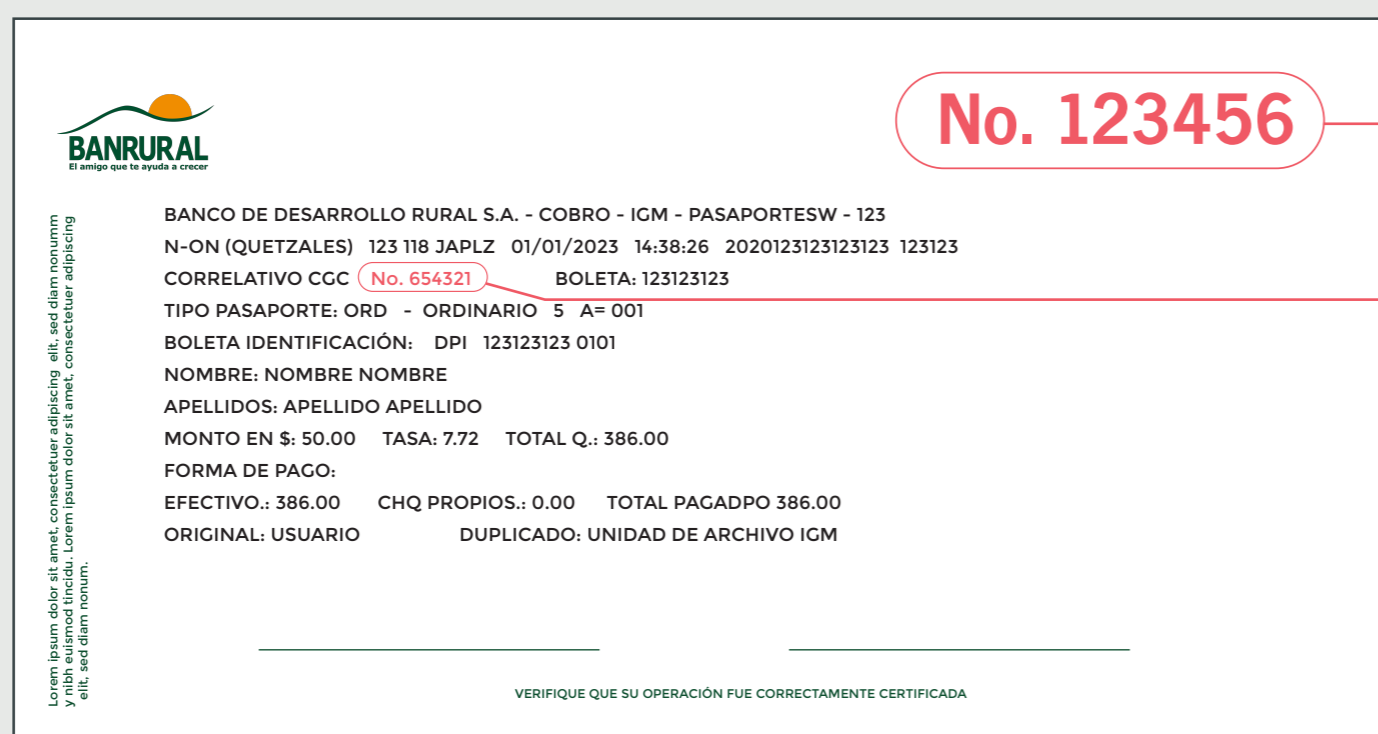 BANRURAL
El amigo que te ayuda a crecer
No. 123456
BANCO DE DESARROLLO RURAL S.A. - COBRO - IGM - PASAPORTESW - 123
N-ON (QUETZALES) 123 118 JAPLZ 01/01/2023 14:38:26 2020123123123123 123123
CORRELATIVO CGC No. 654321 BOLETA: 123123123
TIPO PASAPORTE: ORD - ORDINARIO 5 A= 001
BOLETA IDENTIFICACIÓN: DPI 123123123 0101
NOMBRE: NOMBRE NOMBRE
APELLIDOS: APELLIDO APELLIDO
MONTO EN $: 50.00 TASA: 7.72 TOTAL Q.: 386.00
FORMA DE PAGO:
EFECTIVO.: 386.00 CHQ PROPIOS.: 0.00 TOTAL PAGADPO 386.00
ORIGINAL: USUARIO DUPLICADO: UNIDAD DE ARCHIVO IGM
VERIFIQUE QUE SU OPERACIÓN FUE CORRECTAMENTE CERTIFICADA
Lorem ipsum dolor sit amet, consectetuer adipiscing elit, sed diam nonumm
y nibh euismod tincidu. Lorem ipsum dolor sit amet, consectetuer adipiscing
elit, sed diam nonum.